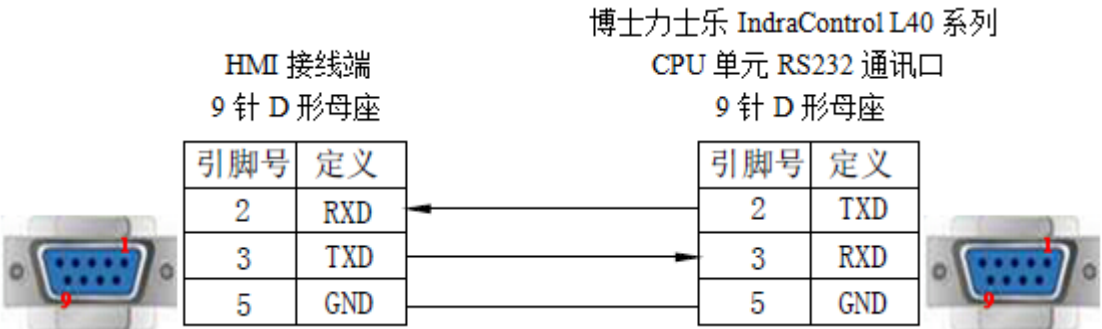 博士力士乐 IndraControl L40 系列
HMI 接线端 CPU 单元 RS232 通讯口
9 针 D 形母座 9 针 D 形母座
引脚号 定义 引脚号 定义
2 RXD 2 TXD
3 TXD 3 RXD
5 GND 5 GND
1 1
9 9